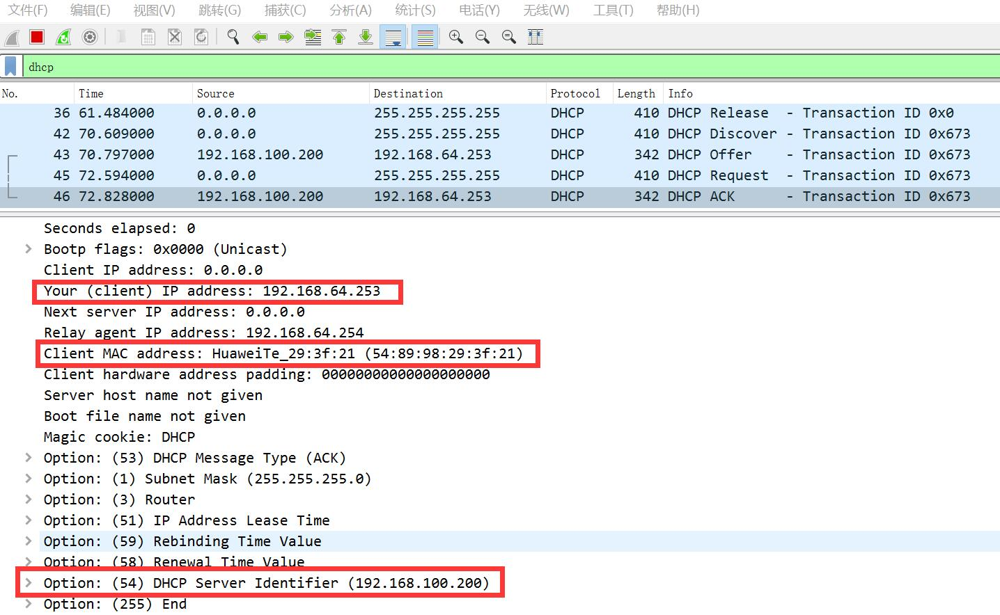 文件(F) 编辑(E) 视图(V) 跳转(G) 捕获(C) 分析(A) 统计(S) 电话(Y) 无线(W) 工具(T) 帮助(H)
dhcp
No. Time Source Destination Protocol Length Info
36 61.484000 0.0.0.0 255.255.255.255 DHCP 410 DHCP Release - Transaction ID 0x0
42 70.609000 0.0.0.0 255.255.255.255 DHCP 410 DHCP Discover - Transaction ID 0x673
43 70.797000 192.168.100.200 192.168.64.253 DHCP 342 DHCP Offer - Transaction ID 0x673
45 72.594000 0.0.0.0 255.255.255.255 DHCP 410 DHCP Request - Transaction ID 0x673
46 72.828000 192.168.100.200 192.168.64.253 DHCP 342 DHCP ACK - Transaction ID 0x673
Seconds elapsed: 0
Bootp flags: 0x0000 (Unicast)
Client IP address: 0.0.0.0
Your (client) IP address: 192.168.64.253
Next server IP address: 0.0.0.0
Relay agent IP address: 192.168.64.254
Client MAC address: HuaweiTe_29:3f:21 (54:89:98:29:3f:21)
Client hardware address padding: 00000000000000000000
Server host name not given
Boot file name not given
Magic cookie: DHCP
Option: (53) DHCP Message Type (ACK)
Option: (1) Subnet Mask (255.255.255.0)
Option: (3) Router
Option: (51) IP Address Lease Time
Option: (59) Rebinding Time Value
Option: (58) Renewal Time Value
Option: (54) DHCP Server Identifier (192.168.100.200)
Option: (255) End